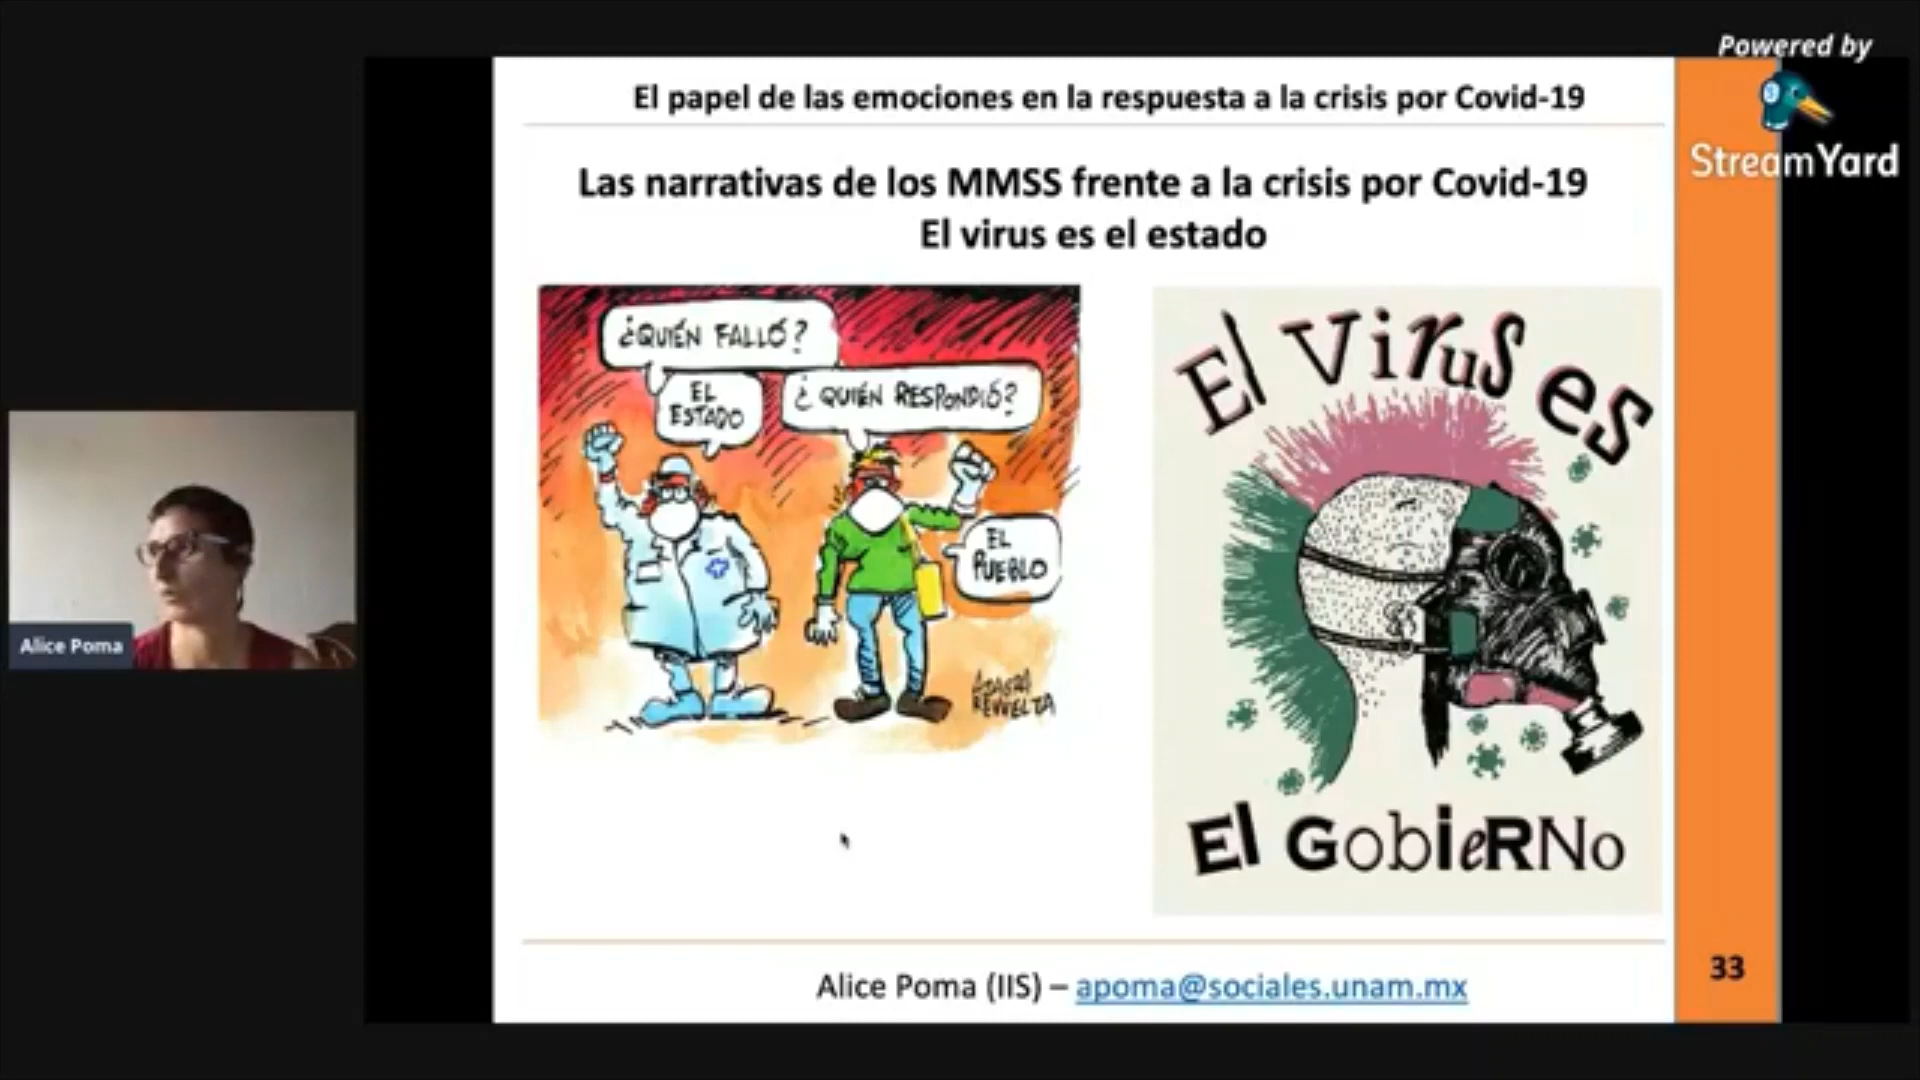 Powered by
StreamYard
El papel de las emociones en la respuesta a la crisis por Covid-19
Las narrativas de los MMSS frente a la crisis por Covid-19
El virus es el estado
¿QUIÉN FALLÓ?
EL
ESTADO
¿QUIÉN RESPONDIÓ?
EL
PUEBLO
REVUELTA
El Virus es
El GobieRNo
Alice Poma
Alice Poma (IIS) – apoma@sociales.unam.mx
33